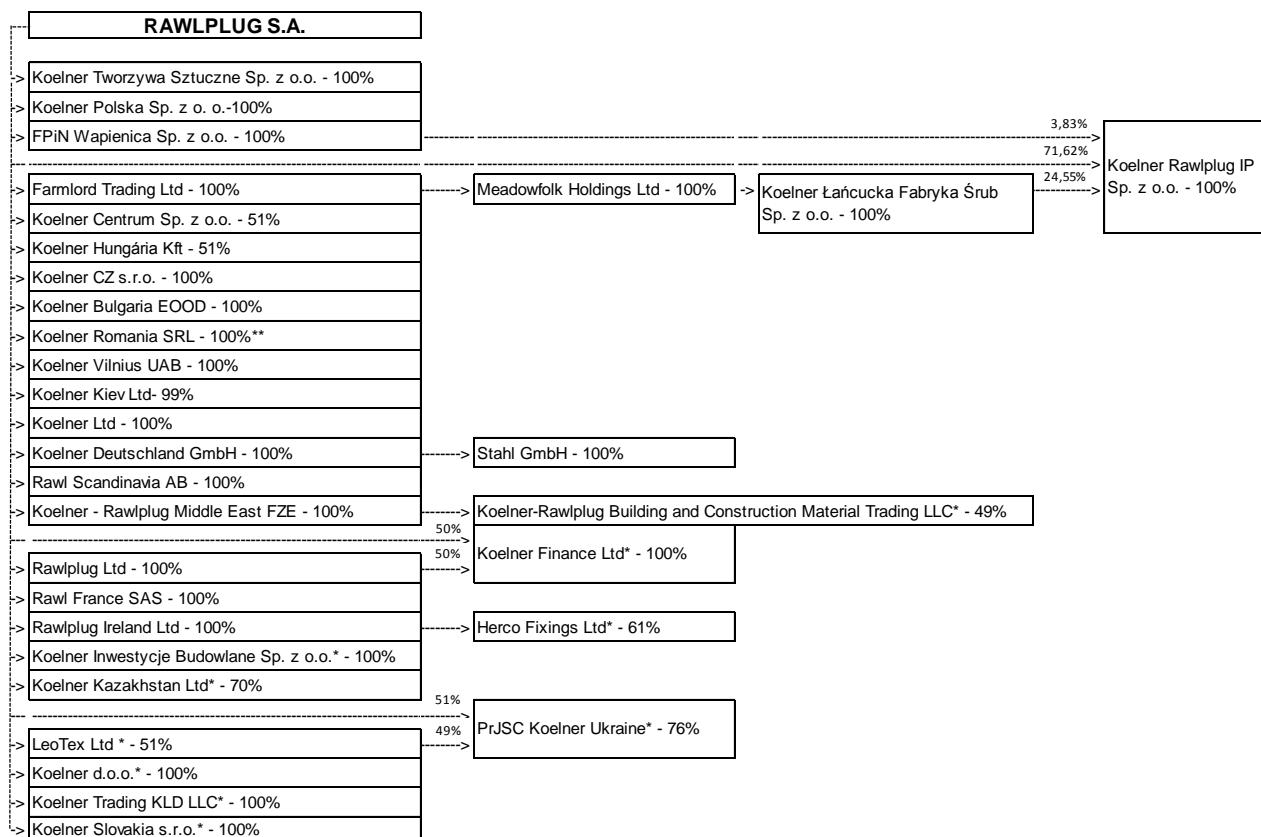 RAWLPLUG S.A.
Koelner Tworzywa Sztuczne Sp. z o.o. - 100%
Koelner Polska Sp. z o. o.-100%
FPiN Wapienica Sp. z o.o. - 100%
3,83%
71,62%
24,55%
Koelner Rawlplug IP
Sp. z o.o. - 100%
Farmlord Trading Ltd - 100%
Meadowfolk Holdings Ltd - 100%
Koelner Łańcucka Fabryka Śrub
Sp. z o.o. - 100%
Koelner Centrum Sp. z o.o. - 51%
Koelner Hungária Kft - 51%
Koelner CZ s.r.o. - 100%
Koelner Bulgaria EOOD - 100%
Koelner Romania SRL - 100%**
Koelner Vilnius UAB - 100%
Koelner Kiev Ltd- 99%
Koelner Ltd - 100%
Koelner Deutschland GmbH - 100%
Stahl GmbH - 100%
Rawl Scandinavia AB - 100%
Koelner - Rawlplug Middle East FZE - 100%
Koelner-Rawlplug Building and Construction Material Trading LLC* - 49%
50%
50%
Koelner Finance Ltd* - 100%
Rawlplug Ltd - 100%
Rawl France SAS - 100%
Rawlplug Ireland Ltd - 100%
Herco Fixings Ltd* - 61%
Koelner Inwestycje Budowlane Sp. z o.o.* - 100%
Koelner Kazakhstan Ltd* - 70%
51%
49%
PrJSC Koelner Ukraine* - 76%
LeoTex Ltd * - 51%
Koelner d.o.o.* - 100%
Koelner Trading KLD LLC* - 100%
Koelner Slovakia s.r.o.* - 100%